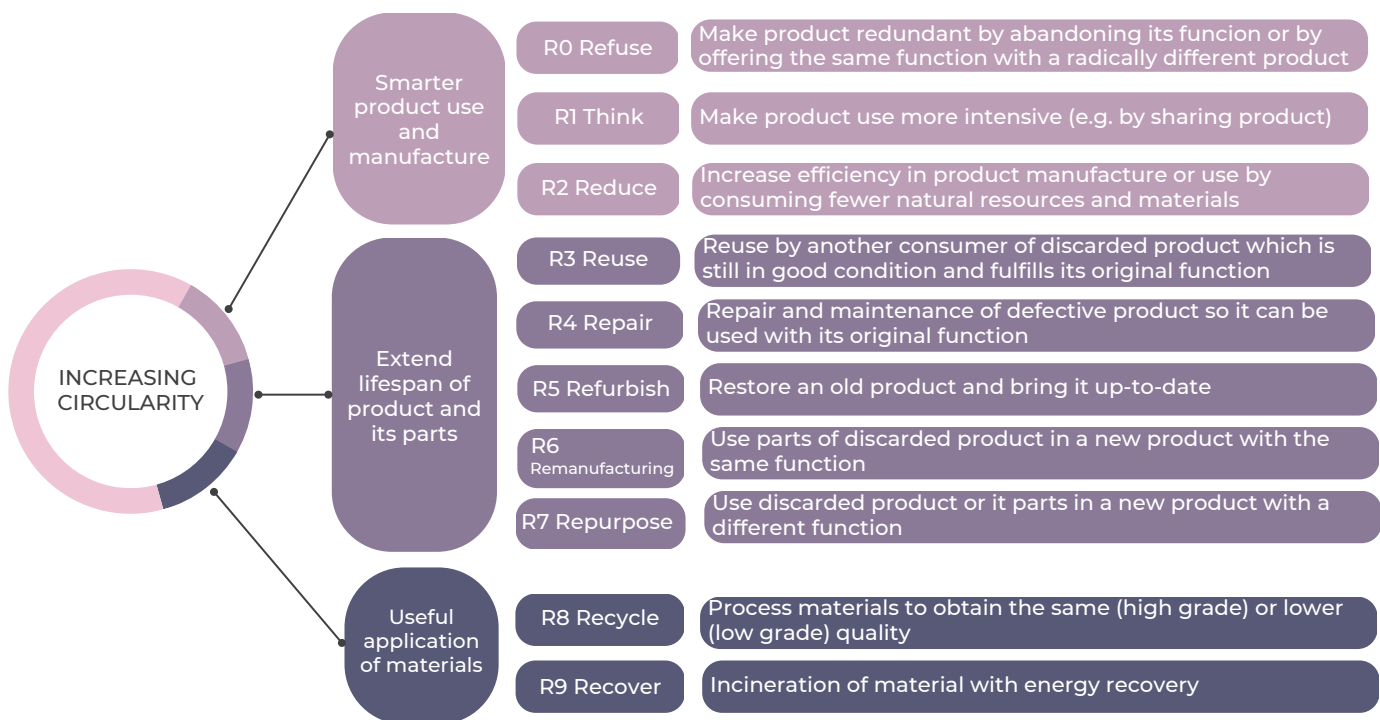 INCREASING
CIRCULARITY
Smarter
product use
and
manufacture
R0 Refuse
Make product redundant by abandoning its funcion or by
offering the same function with a radically different product
R1 Think
Make product use more intensive (e.g. by sharing product)
R2 Reduce
Increase efficiency in product manufacture or use by
consuming fewer natural resources and materials
Extend
lifespan of
product and
its parts
R3 Reuse
Reuse by another consumer of discarded product which is
still in good condition and fulfills its original function
R4 Repair
Repair and maintenance of defective product so it can be
used with its original function
R5 Refurbish
Restore an old product and bring it up-to-date
R6
Remanufacturing
Use parts of discarded product in a new product with the
same function
R7 Repurpose
Use discarded product or it parts in a new product with a
different function
Useful
application
of materials
R8 Recycle
Process materials to obtain the same (high grade) or lower
(low grade) quality
R9 Recover
Incineration of material with energy recovery